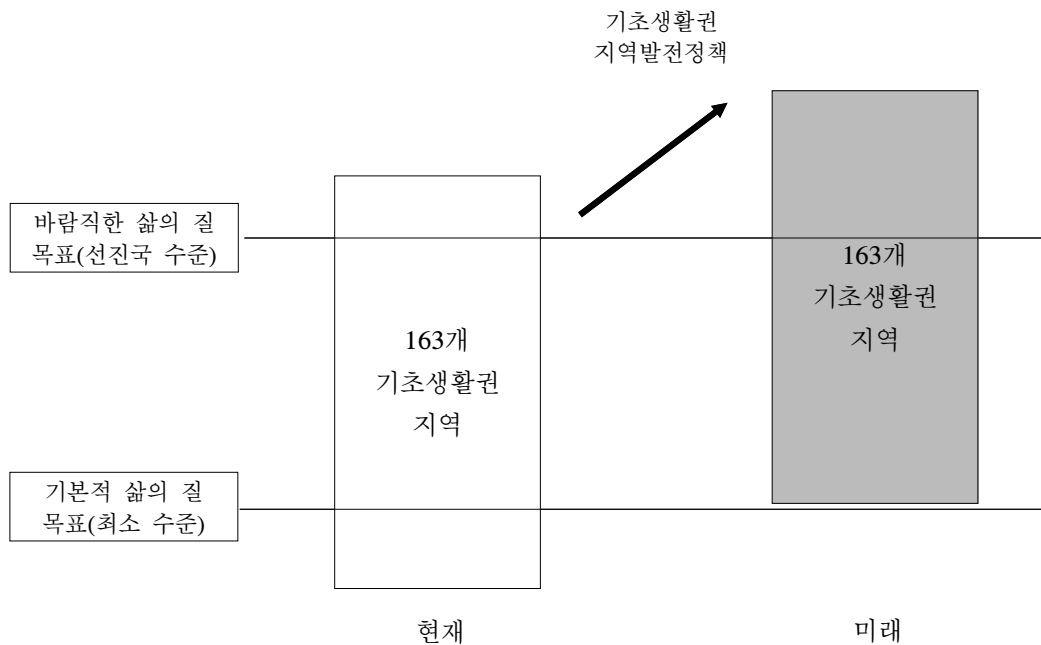 기초생활권
지역발전정책
바람직한 삶의 질
목표(선진국 수준)
163개
기초생활권
지역
163개
기초생활권
지역
기본적 삶의 질
목표(최소 수준)
현재
미래